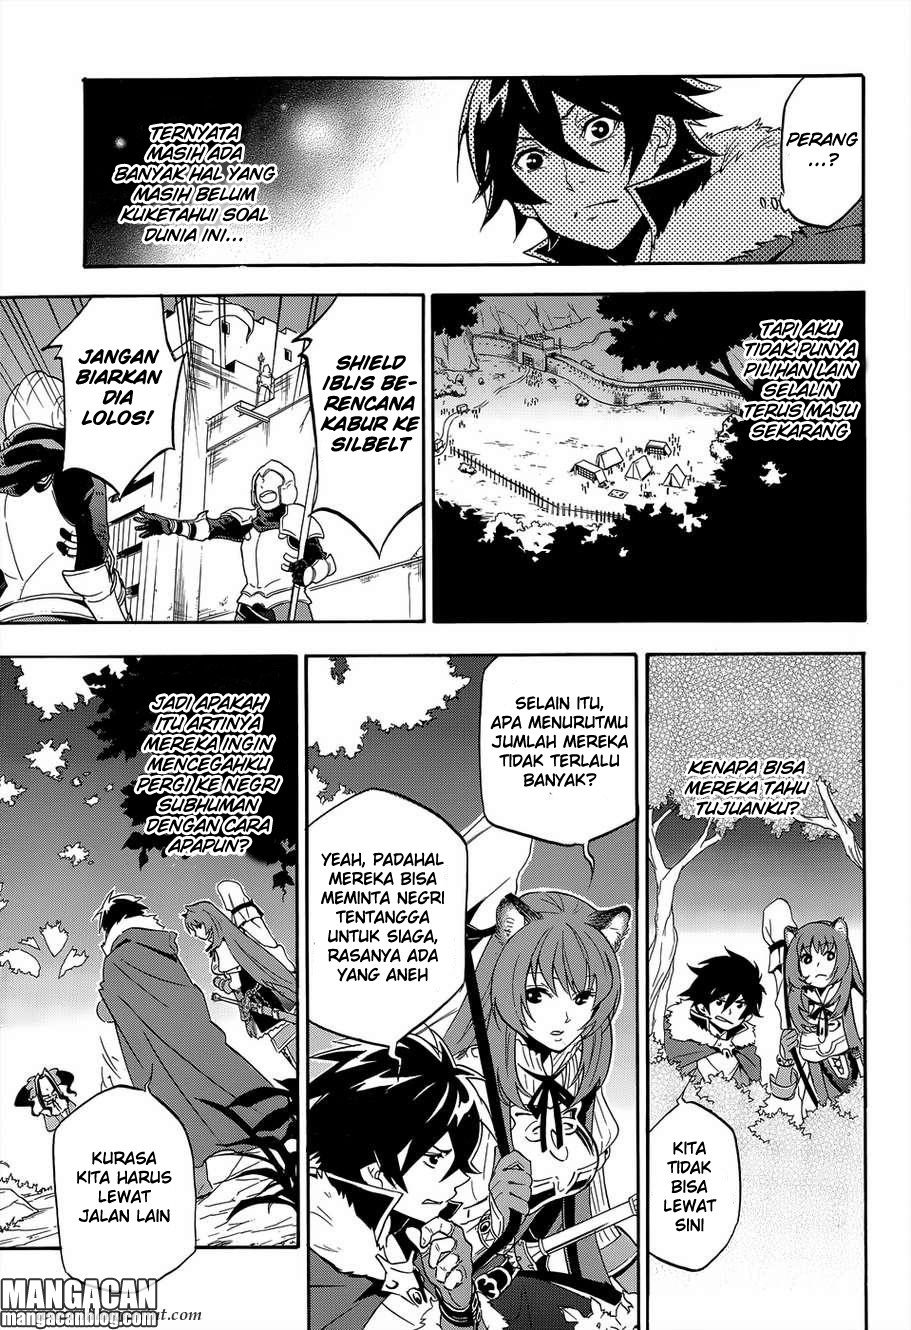 PERANG
...?
TERNYATA
MASIH ADA
BANYAK HAL YANG
MASIH BELUM
KUKETAHUI SOAL
DUNIA INI...
TAPI AKU
TIDAK PUNYA
PILIHAN LAIN
SELALIN
TERUS MAJU
SEKARANG
SHIELD
IBLIS BE-
RENCANA
KABUR KE
SILBELT
JANGAN
BIARKAN
DIA
LOLOS!
KENAPA BISA
MEREKA TAHU
TUJUANKU?
KITA
TIDAK
BISA
LEWAT
SINI
SELAIN ITU,
APA MENURUTMU
JUMLAH MEREKA
TIDAK TERLALU
BANYAK?
YEAH, PADAHAL
MEREKA BISA
MEMINTA NEGRI
TENTANGGA
UNTUK SIAGA,
RASANYA ADA
YANG ANEH
JADI APAKAH
ITU ARTINYA
MEREKA INGIN
MENCEGAHKU
PERGI KE NEGRI
SUBHUMAN
DENGAN CARA
APAPUN?
KURASA
KITA HARUS
LEWAT
JALAN LAIN
MANGACAN
mangacanblog.com